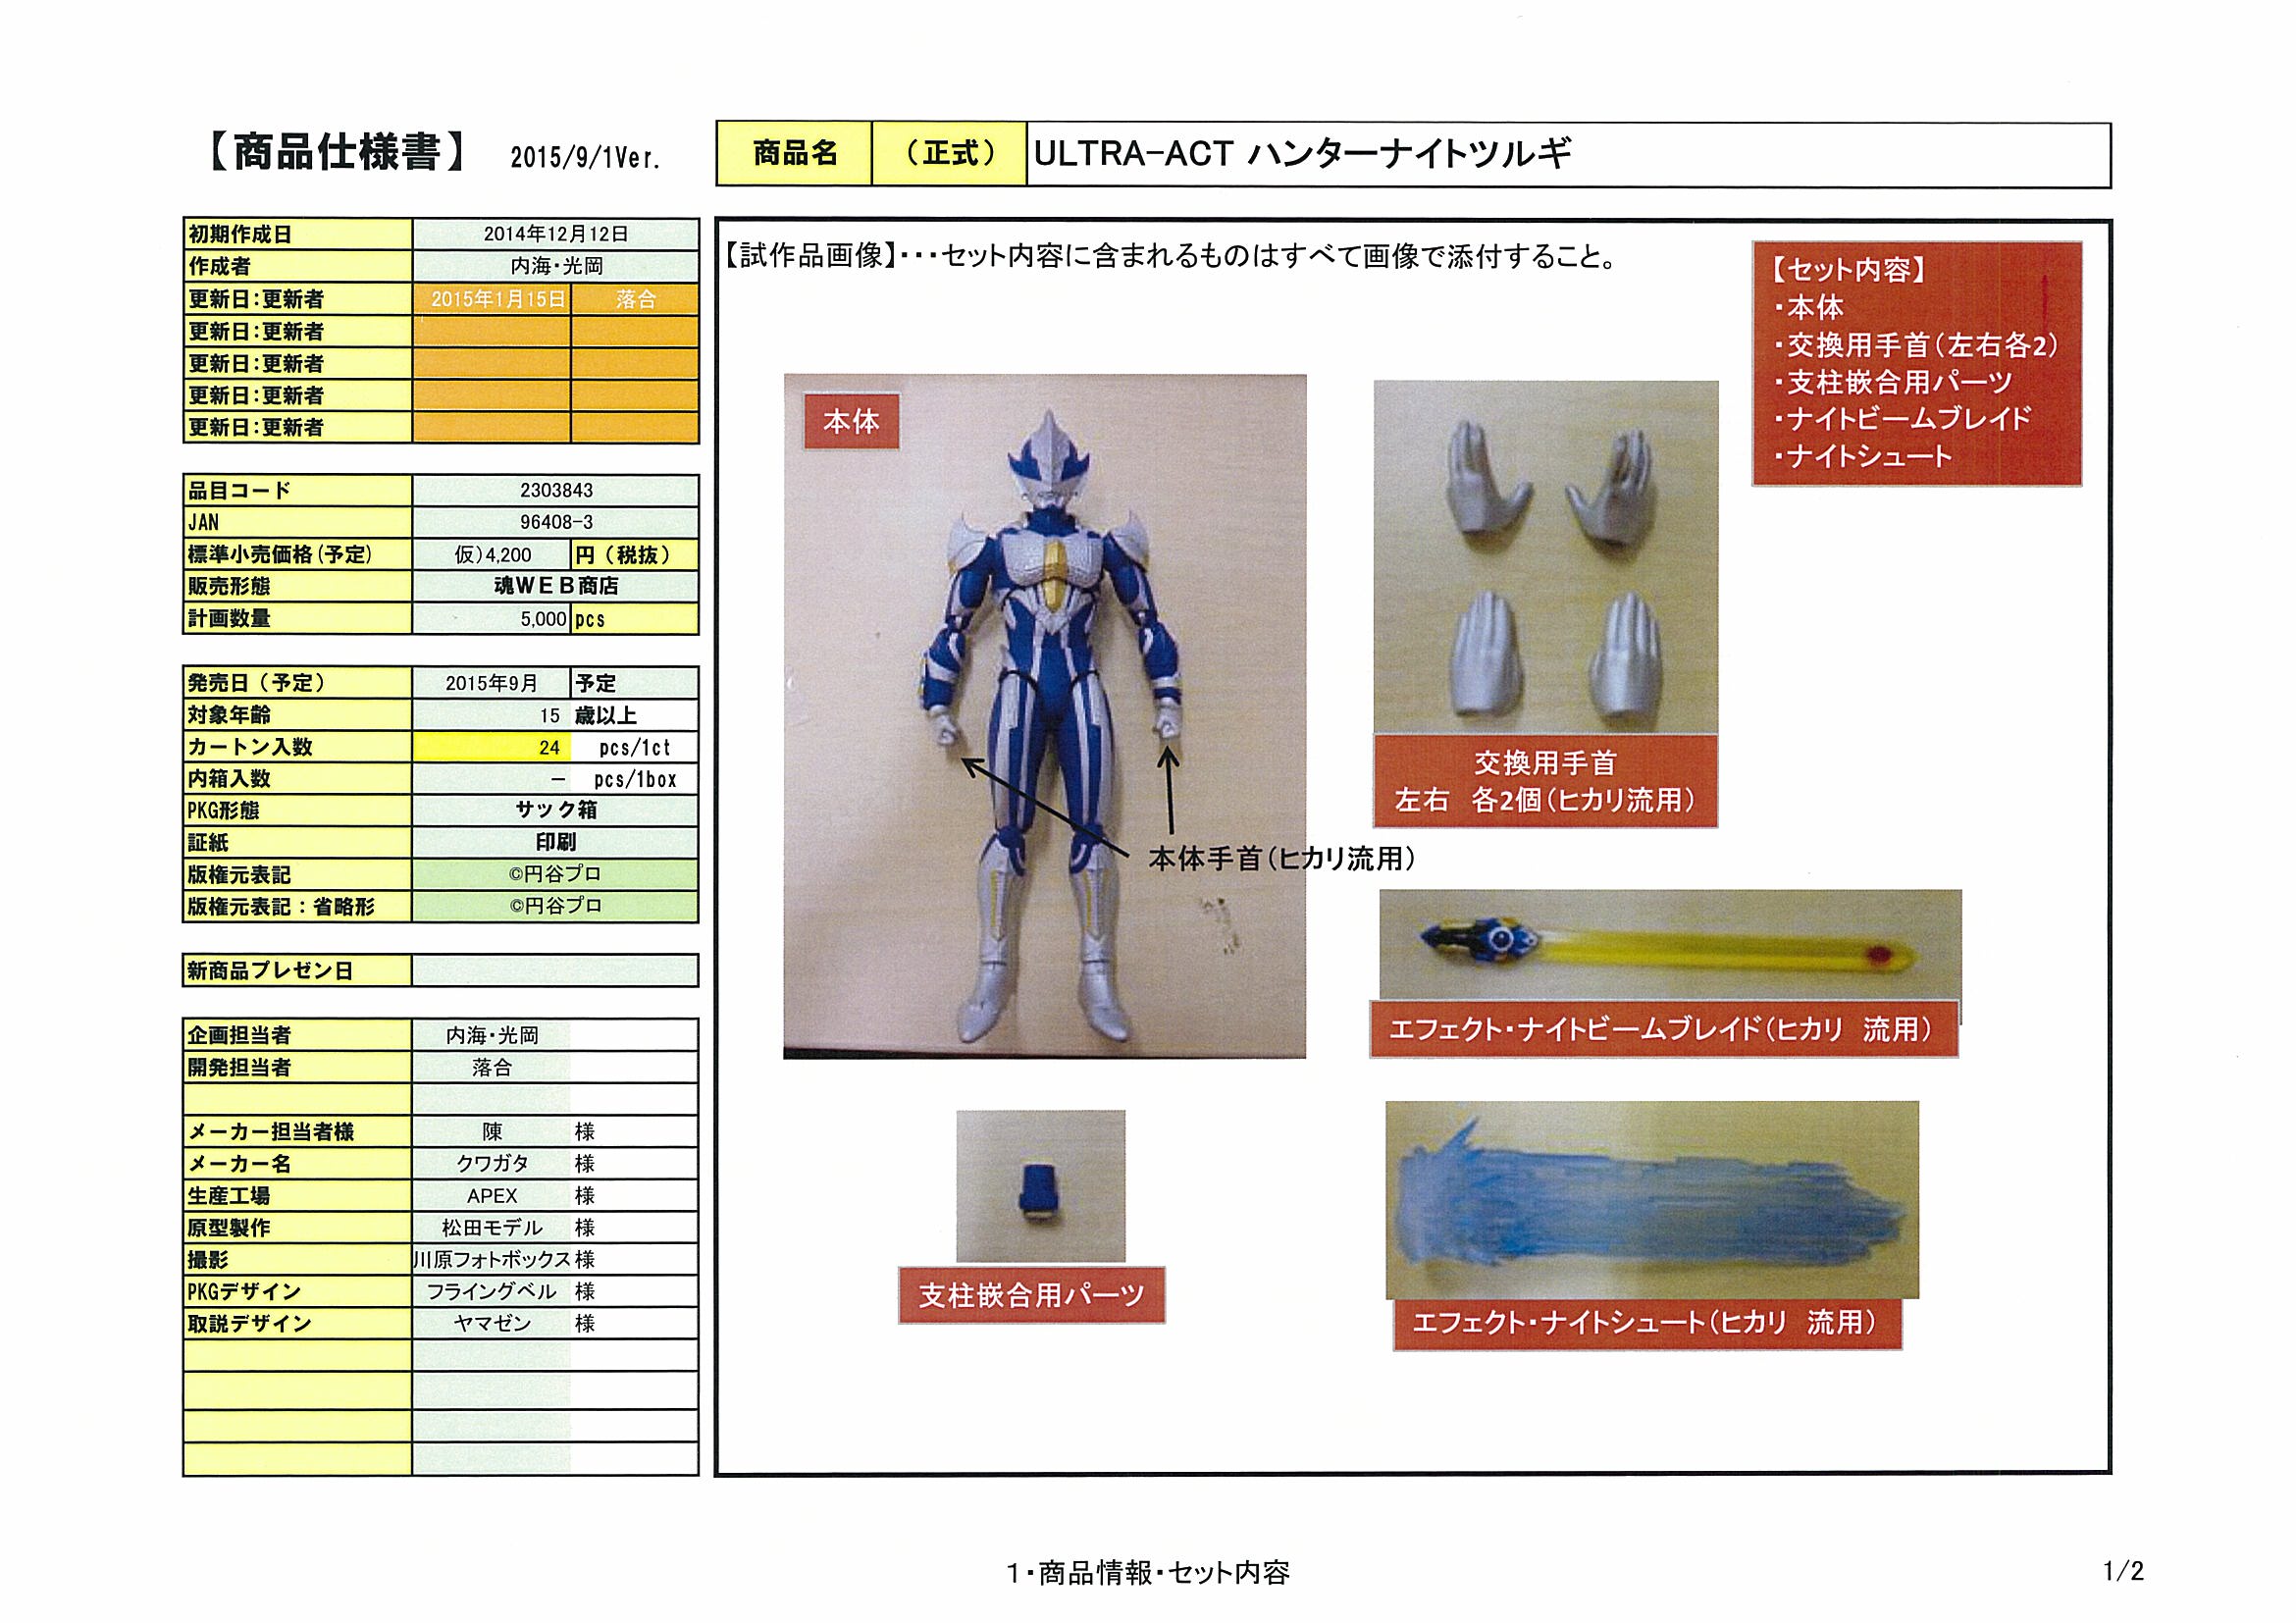 【商品仕様書】 2015/9/1Ver.
商品名 （正式） ULTRA-ACT ハンターナイトツルギ
初期作成日 2014年12月12日
作成者 内海・光岡
更新日：更新者 2015年1月15日 落合
更新日：更新者
更新日：更新者
更新日：更新者
更新日：更新者
品目コード 2303843
JAN 96408-3
標準小売価格(予定) 仮)4,200 円（税抜）
販売形態 魂ＷＥＢ商店
計画数量 5,000 pcs
発売日（予定） 2015年9月 予定
対象年齢 15 歳以上
カートン入数 24 pcs/1ct
内箱入数 － pcs/1box
PKG形態 サック箱
証紙 印刷
版権元表記 ©円谷プロ
版権元表記：省略形 ©円谷プロ
新商品プレゼン日
企画担当者 内海・光岡
開発担当者 落合
メーカー担当者様 陳 様
メーカー名 クワガタ 様
生産工場 APEX 様
原型製作 松田モデル 様
撮影 川原フォトボックス 様
PKGデザイン フライングベル 様
取説デザイン ヤマゼン 様
【試作品画像】・・・セット内容に含まれるものはすべて画像で添付すること。
【セット内容】
・本体
・交換用手首（左右各2）
・支柱嵌合用パーツ
・ナイトビームブレイド
・ナイトシュート
本体
交換用手首
左右　各2個（ヒカリ流用）
本体手首（ヒカリ流用）
エフェクト・ナイトビームブレイド（ヒカリ　流用）
支柱嵌合用パーツ
エフェクト・ナイトシュート（ヒカリ　流用）
1・商品情報・セット内容
1/2